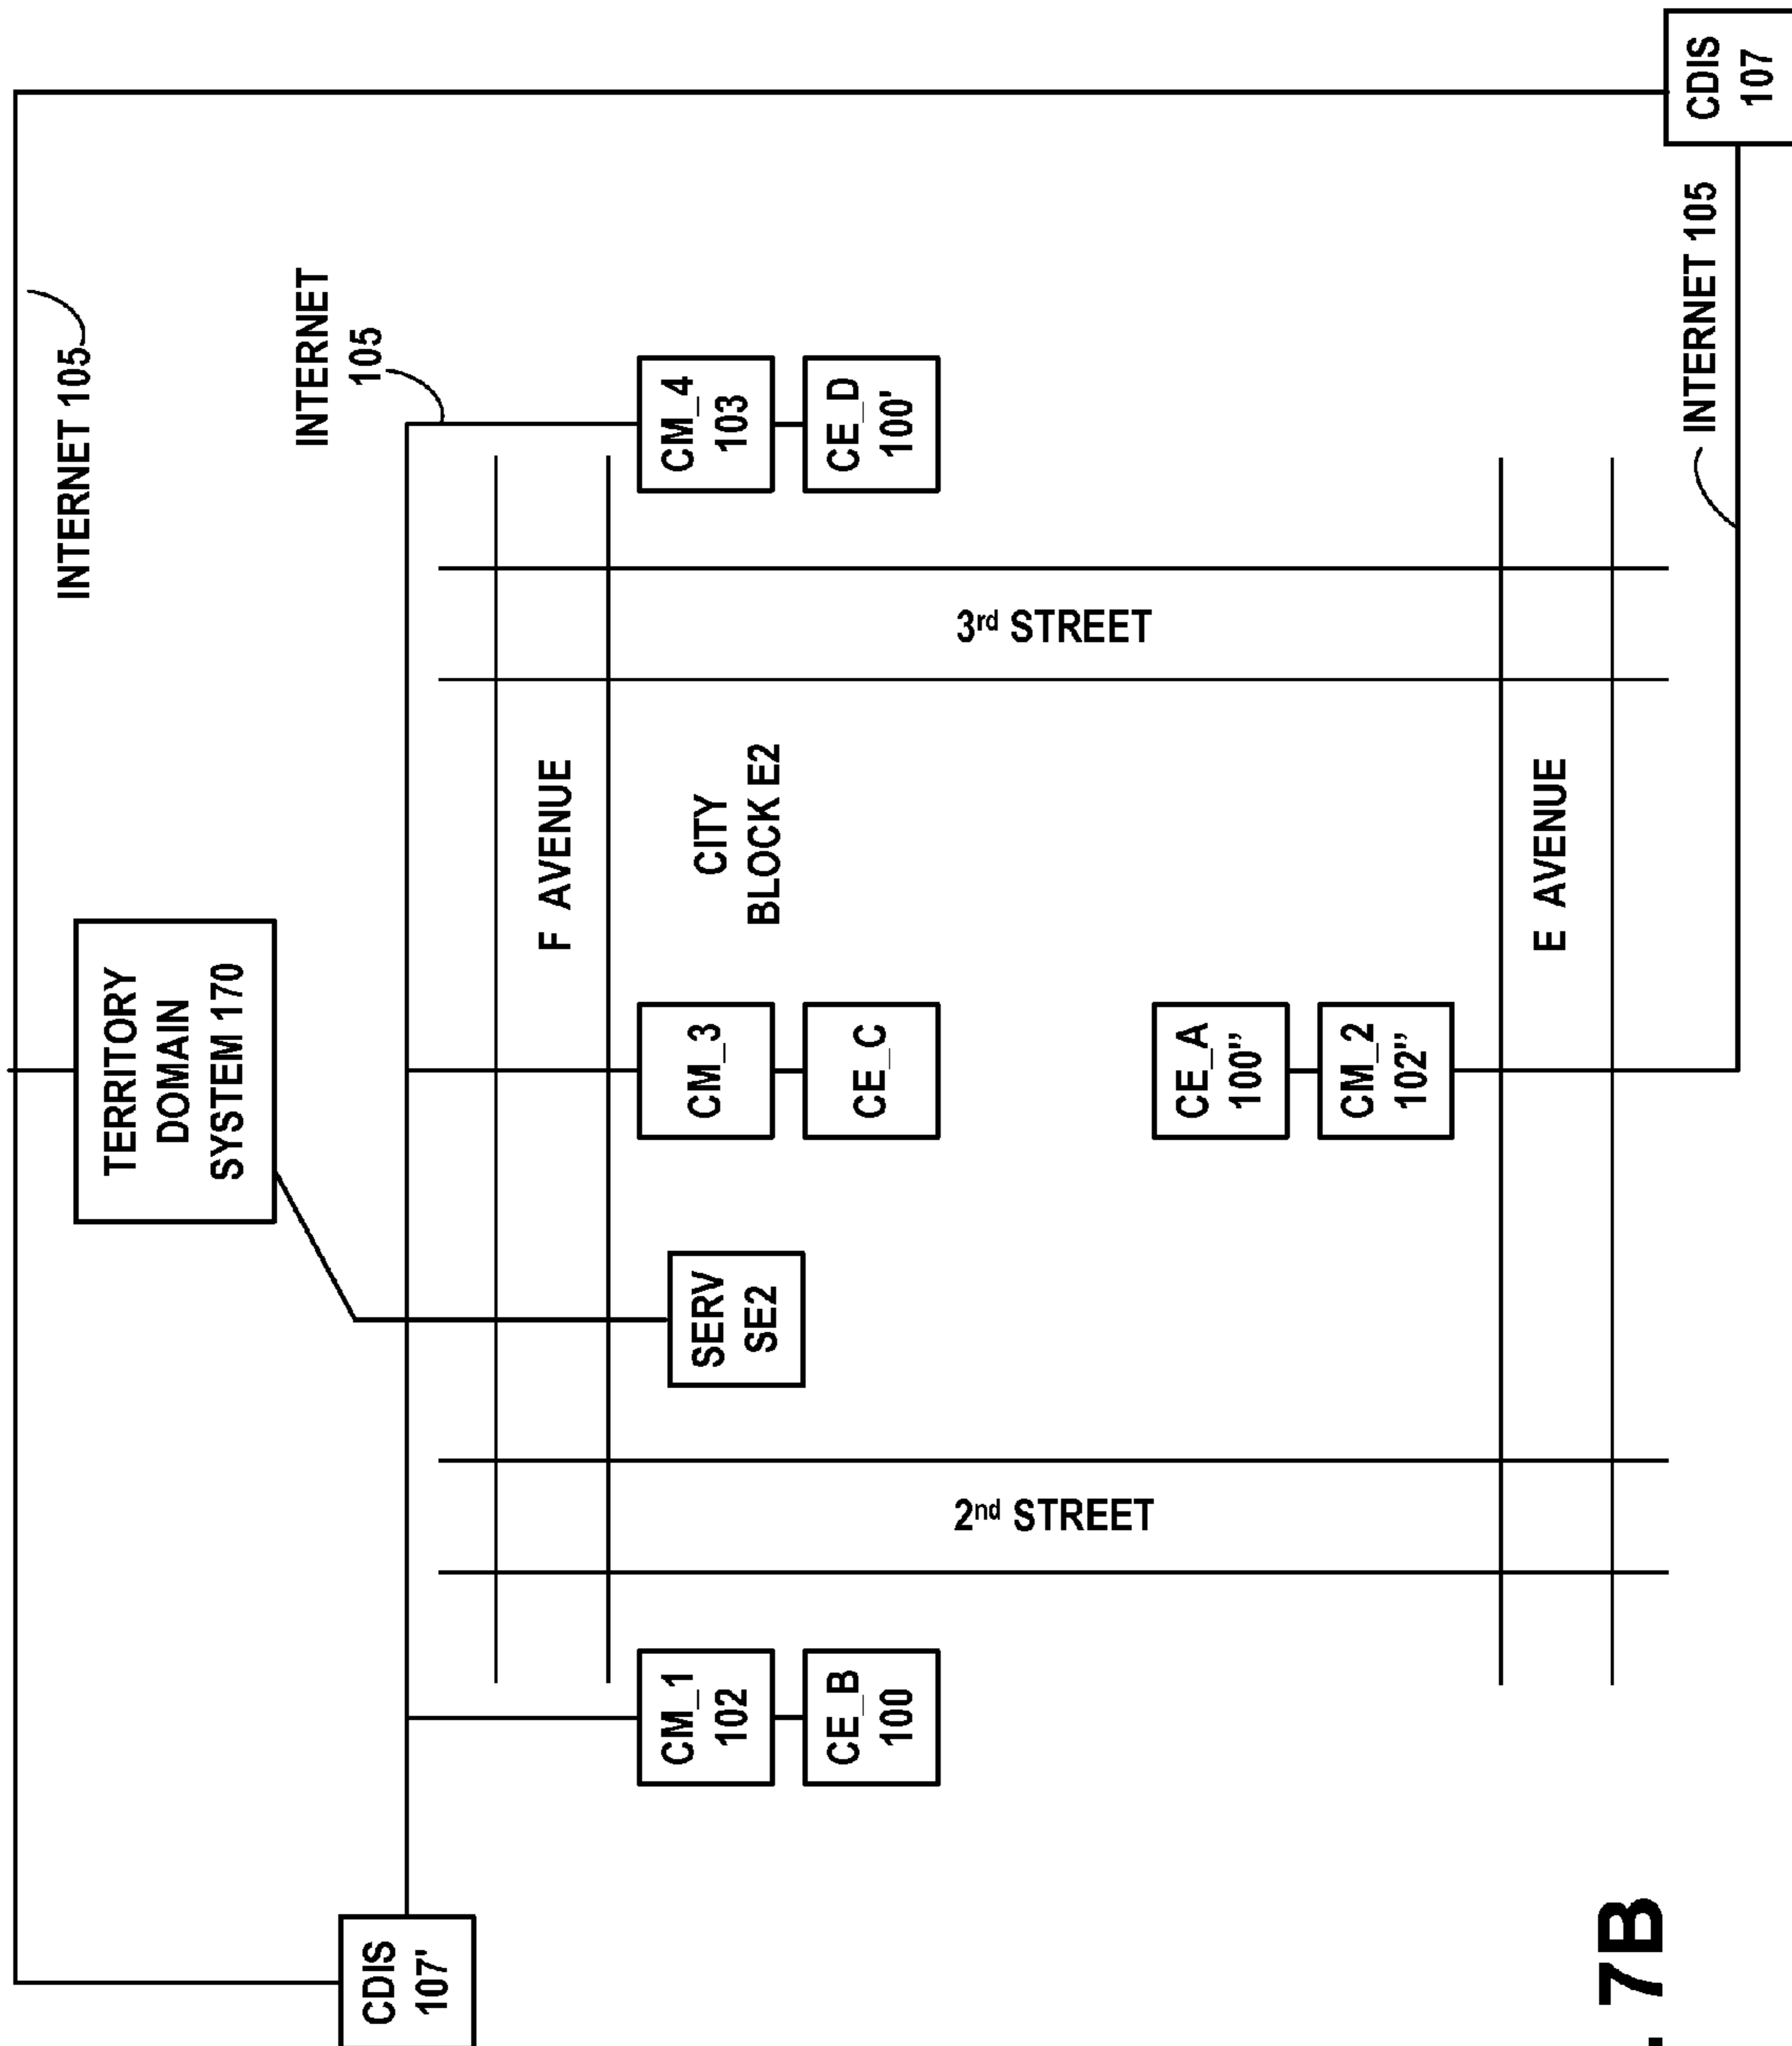 INTERNET 105
TERRITORY
DOMAIN
SYSTEM 170
INTERNET
105
CDIS
107'
F AVENUE
CM_1
102
CE_B
100
SERV
SE2
CM_3
CE_C
CITY
BLOCK E2
CM_4
103
CE_D
100'
2nd STREET
3rd STREET
CE_A
100"
CM_2
102"
E AVENUE
INTERNET 105
CDIS
107
. 7B